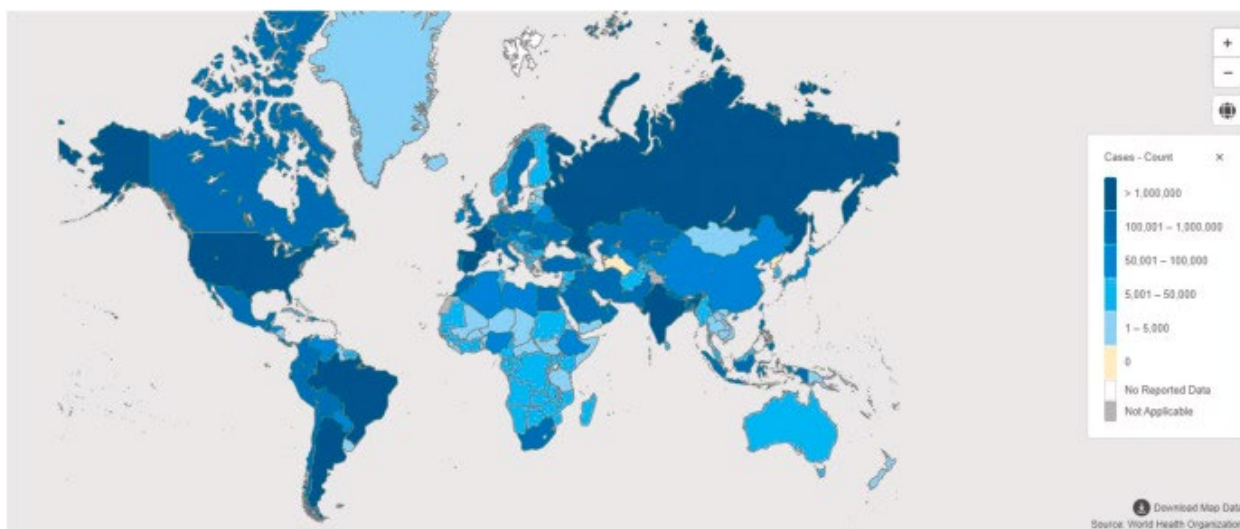 +
−
Cases - Count ×
> 1,000,000
100,001 – 1,000,000
50,001 – 100,000
5,001 – 50,000
1 – 5,000
0
No Reported Data
Not Applicable
Download Map Data
Source: World Health Organization